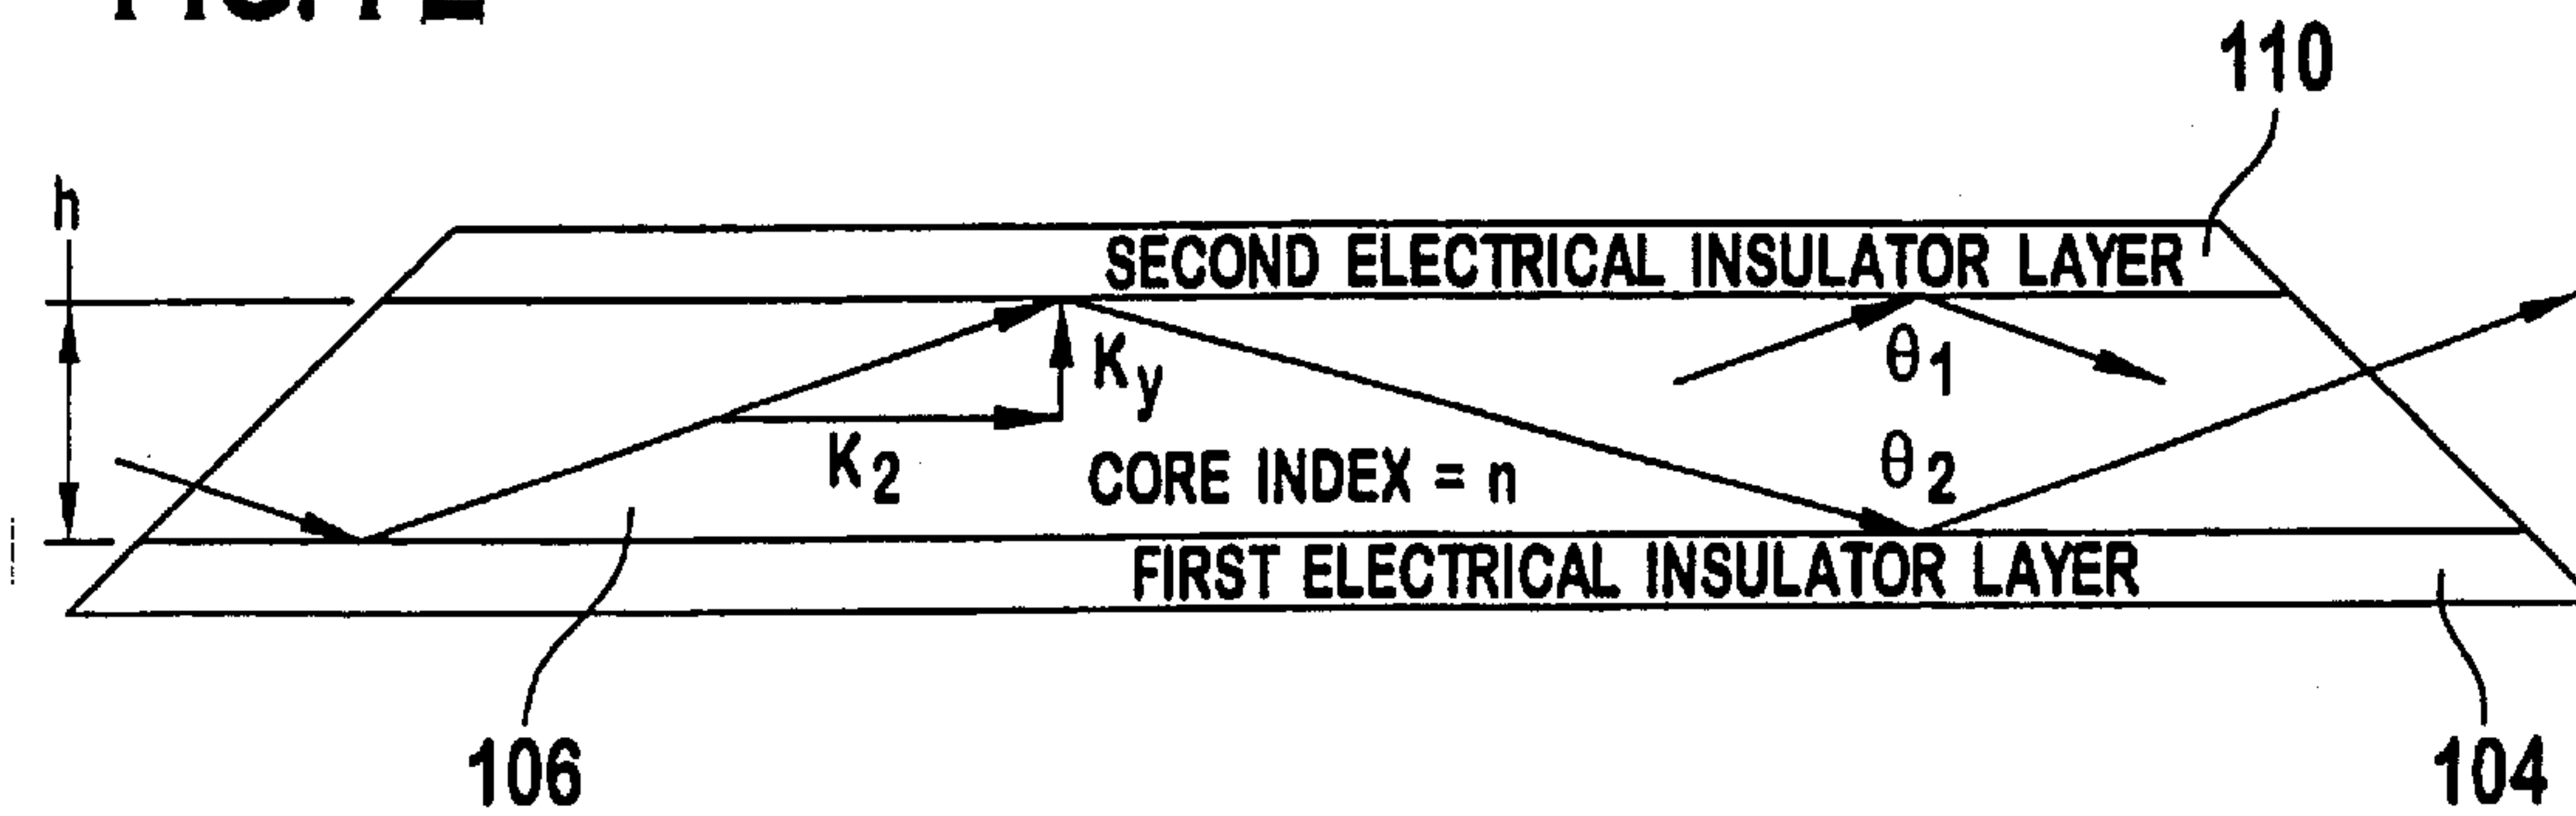 110
h
SECOND ELECTRICAL INSULATOR LAYER
Ky
θ1
K2
CORE INDEX = n
θ2
FIRST ELECTRICAL INSULATOR LAYER
106
104